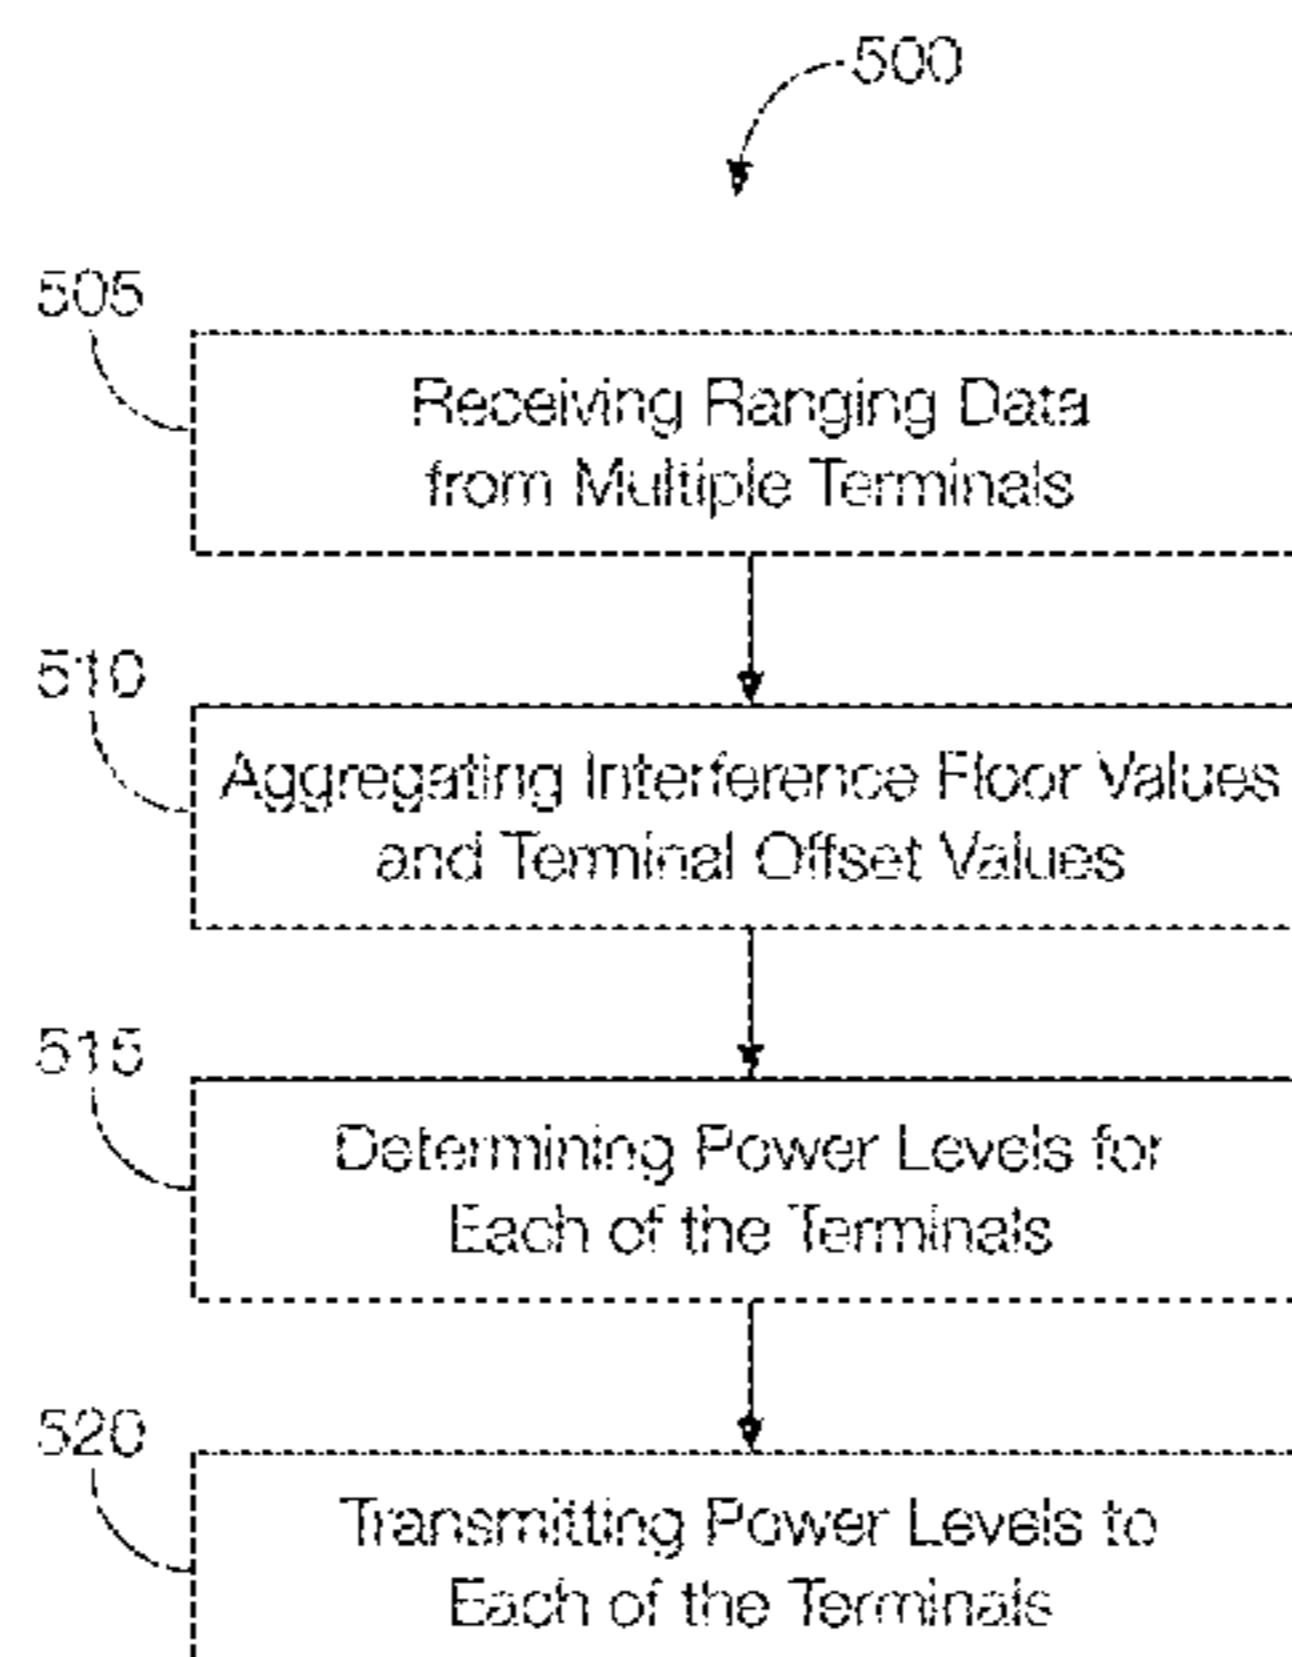 500
505
Receiving Ranging Data
from Multiple Terminals
510
Aggregating Interference Floor Values
and Terminal Offset Values
515
Determining Power Levels for
Each of the Terminals
520
Transmitting Power Levels to
Each of the Terminals